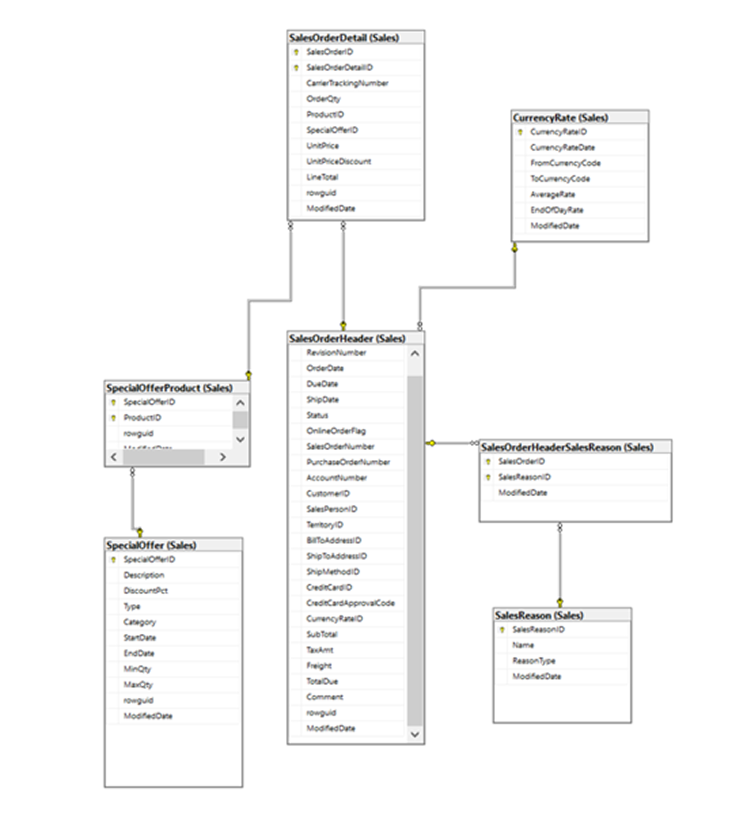 SalesOrderDetail (Sales)
SalesOrderID
SalesOrderDetailID
CarrierTrackingNumber
OrderQty
ProductID
SpecialOfferID
UnitPrice
UnitPriceDiscount
LineTotal
rowguid
ModifiedDate
CurrencyRate (Sales)
CurrencyRateID
CurrencyRateDate
FromCurrencyCode
ToCurrencyCode
AverageRate
EndOfDayRate
ModifiedDate
SalesOrderHeader (Sales)
RevisionNumber
OrderDate
DueDate
ShipDate
Status
OnlineOrderFlag
SalesOrderNumber
PurchaseOrderNumber
AccountNumber
CustomerID
SalesPersonID
TerritoryID
BillToAddressID
ShipToAddressID
ShipMethodID
CreditCardID
CreditCardApprovalCode
CurrencyRateID
SubTotal
TaxAmt
Freight
TotalDue
Comment
rowguid
ModifiedDate
SpecialOfferProduct (Sales)
SpecialOfferID
ProductID
rowguid
ModifiedDate
SalesOrderHeaderSalesReason (Sales)
SalesOrderID
SalesReasonID
ModifiedDate
SpecialOffer (Sales)
SpecialOfferID
Description
DiscountPct
Type
Category
StartDate
EndDate
MinQty
MaxQty
rowguid
ModifiedDate
SalesReason (Sales)
SalesReasonID
Name
ReasonType
ModifiedDate